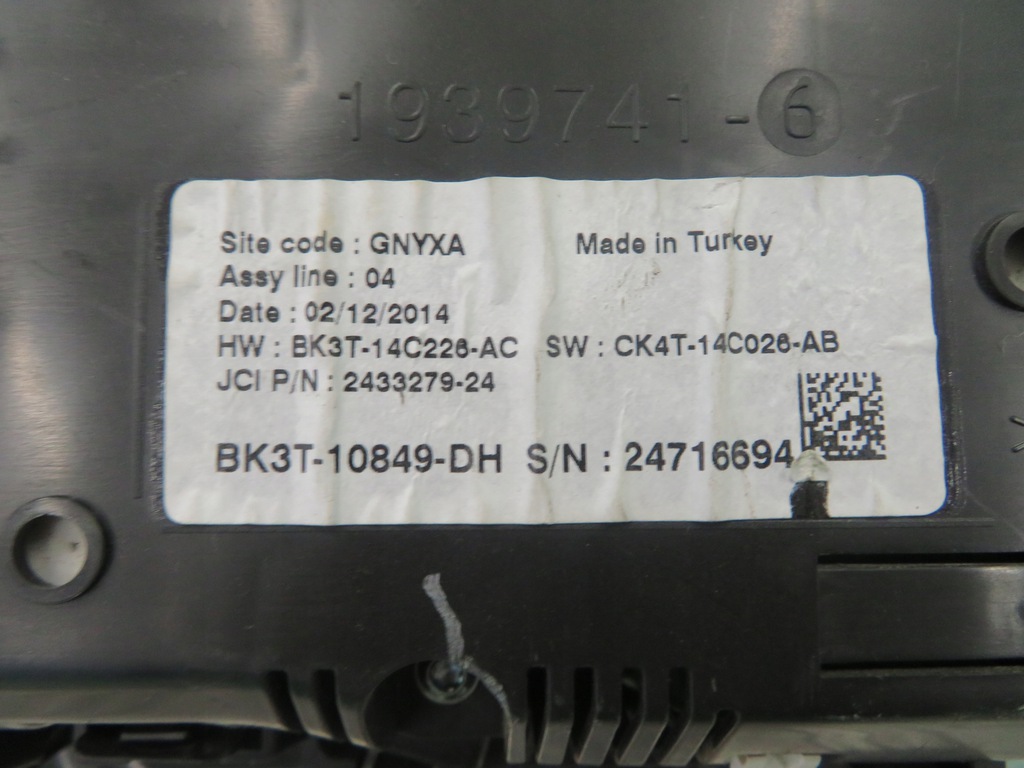 1939741-6
Site code : GNYXA Made in Turkey
Assy line : 04
Date : 02/12/2014
HW : BK3T-14C226-AC SW : CK4T-14C026-AB
JCI P/N : 2433279-24
BK3T-10849-DH S/N : 24716694